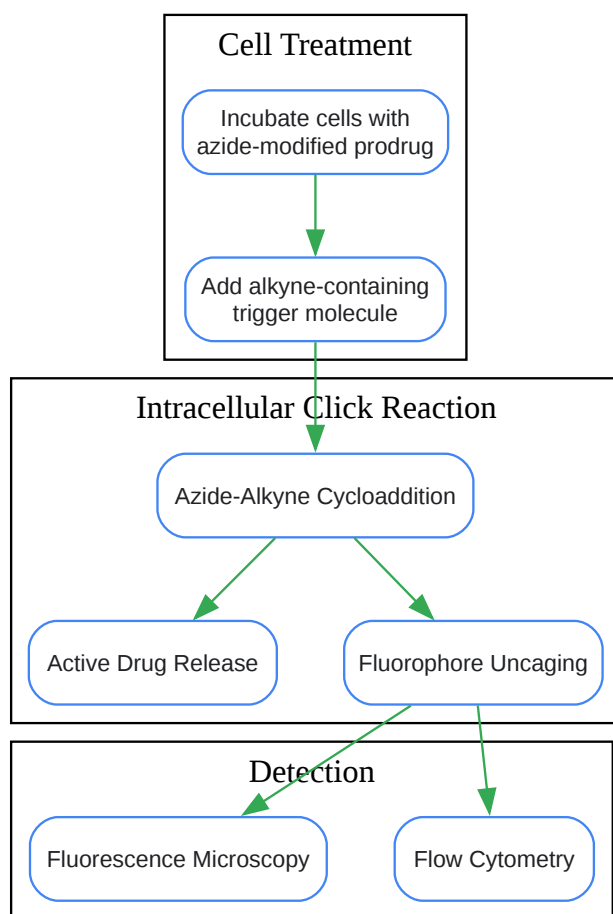 Cell Treatment
Incubate cells with
azide-modified prodrug
Add alkyne-containing
trigger molecule
Intracellular Click Reaction
Azide-Alkyne Cycloaddition
Active Drug Release
Fluorophore Uncaging
Detection
Fluorescence Microscopy
Flow Cytometry